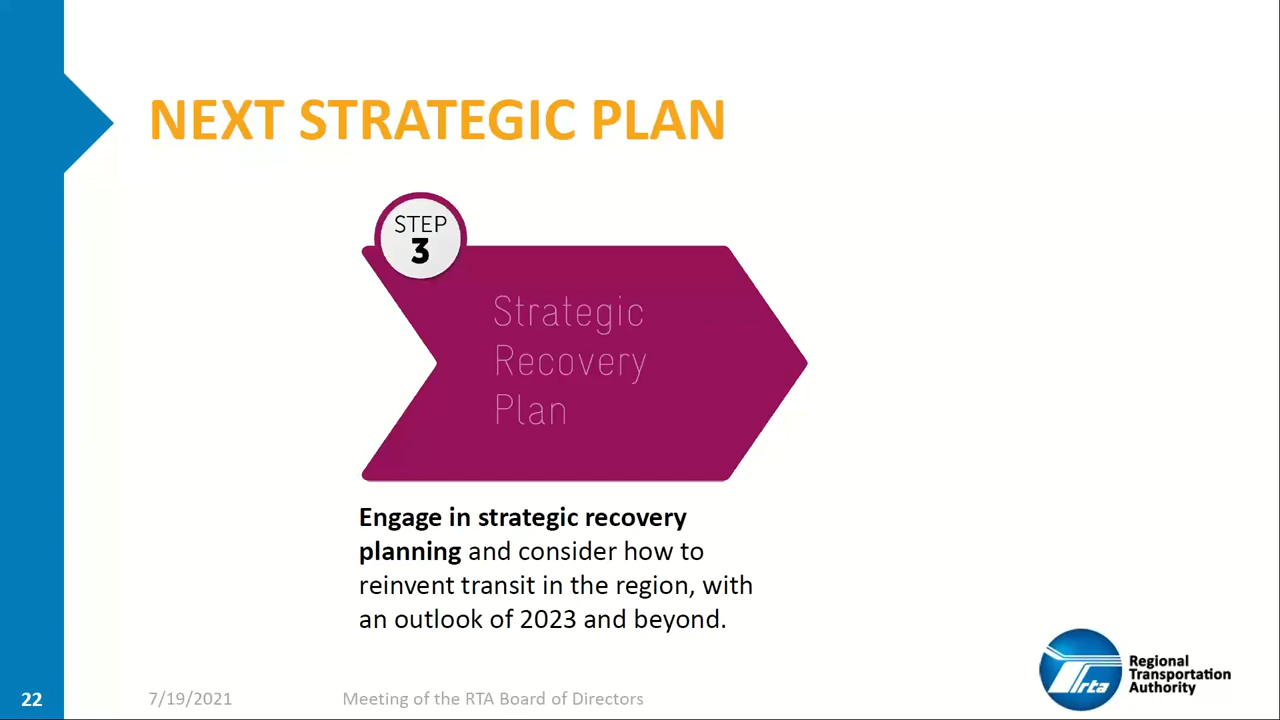 NEXT STRATEGIC PLAN
STEP
3
Strategic
Recovery
Plan
Engage in strategic recovery
planning and consider how to
reinvent transit in the region, with
an outlook of 2023 and beyond.
rta
Regional
Transportation
Authority
22
7/19/2021
Meeting of the RTA Board of Directors